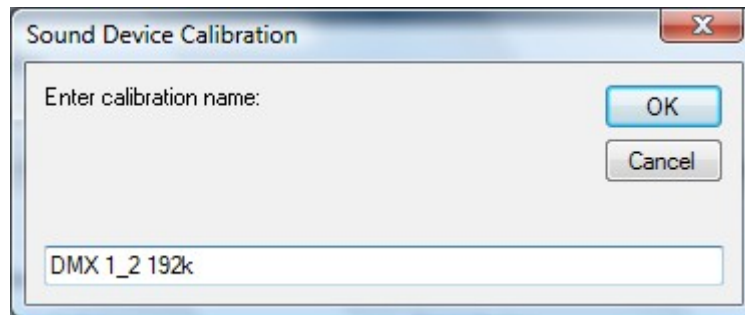 Sound Device Calibration
Enter calibration name:
OK
Cancel
DMX 1_2 192k